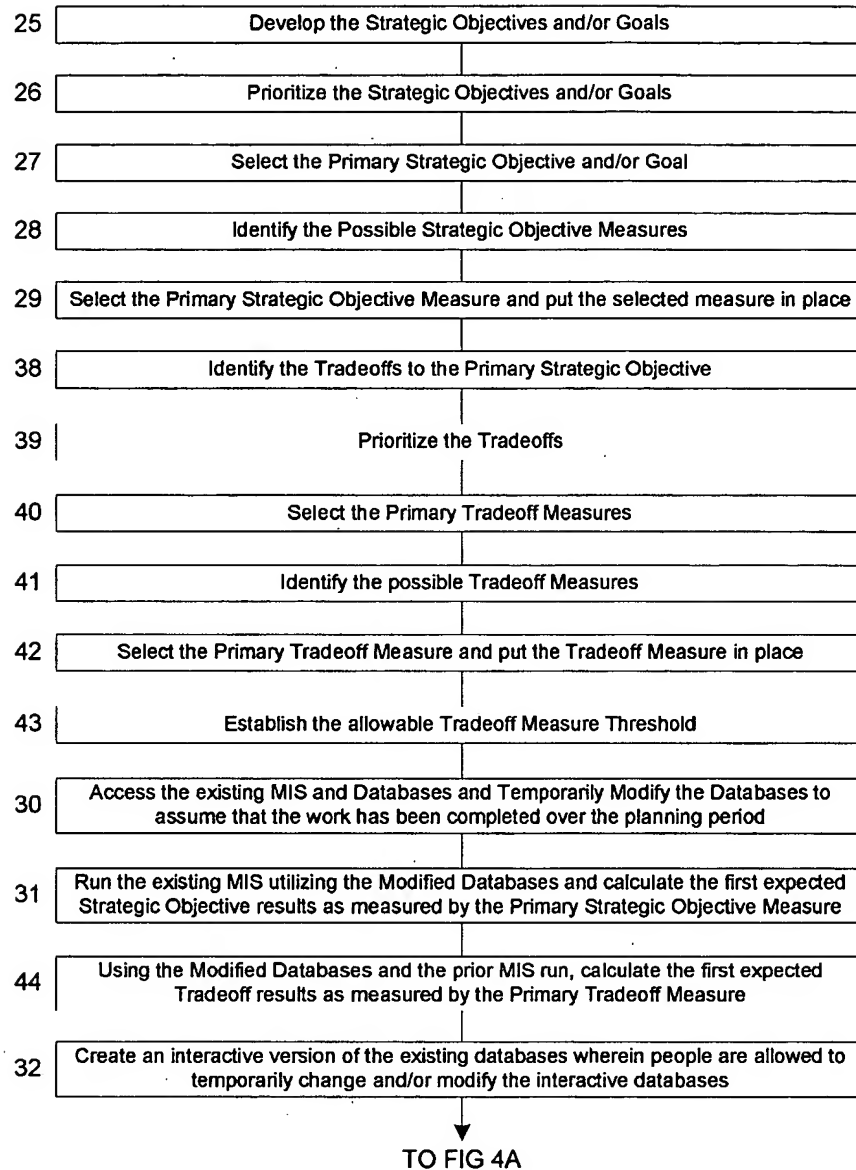 25 Develop the Strategic Objectives and/or Goals
26 Prioritize the Strategic Objectives and/or Goals
27 Select the Primary Strategic Objective and/or Goal
28 Identify the Possible Strategic Objective Measures
29 Select the Primary Strategic Objective Measure and put the selected measure in place
38 Identify the Tradeoffs to the Primary Strategic Objective
39 Prioritize the Tradeoffs
40 Select the Primary Tradeoff Measures
41 Identify the possible Tradeoff Measures
42 Select the Primary Tradeoff Measure and put the Tradeoff Measure in place
43 Establish the allowable Tradeoff Measure Threshold
30 Access the existing MIS and Databases and Temporarily Modify the Databases to
assume that the work has been completed over the planning period
31 Run the existing MIS utilizing the Modified Databases and calculate the first expected
Strategic Objective results as measured by the Primary Strategic Objective Measure
44 Using the Modified Databases and the prior MIS run, calculate the first expected
Tradeoff results as measured by the Primary Tradeoff Measure
32 Create an interactive version of the existing databases wherein people are allowed to
temporarily change and/or modify the interactive databases
TO FIG 4A